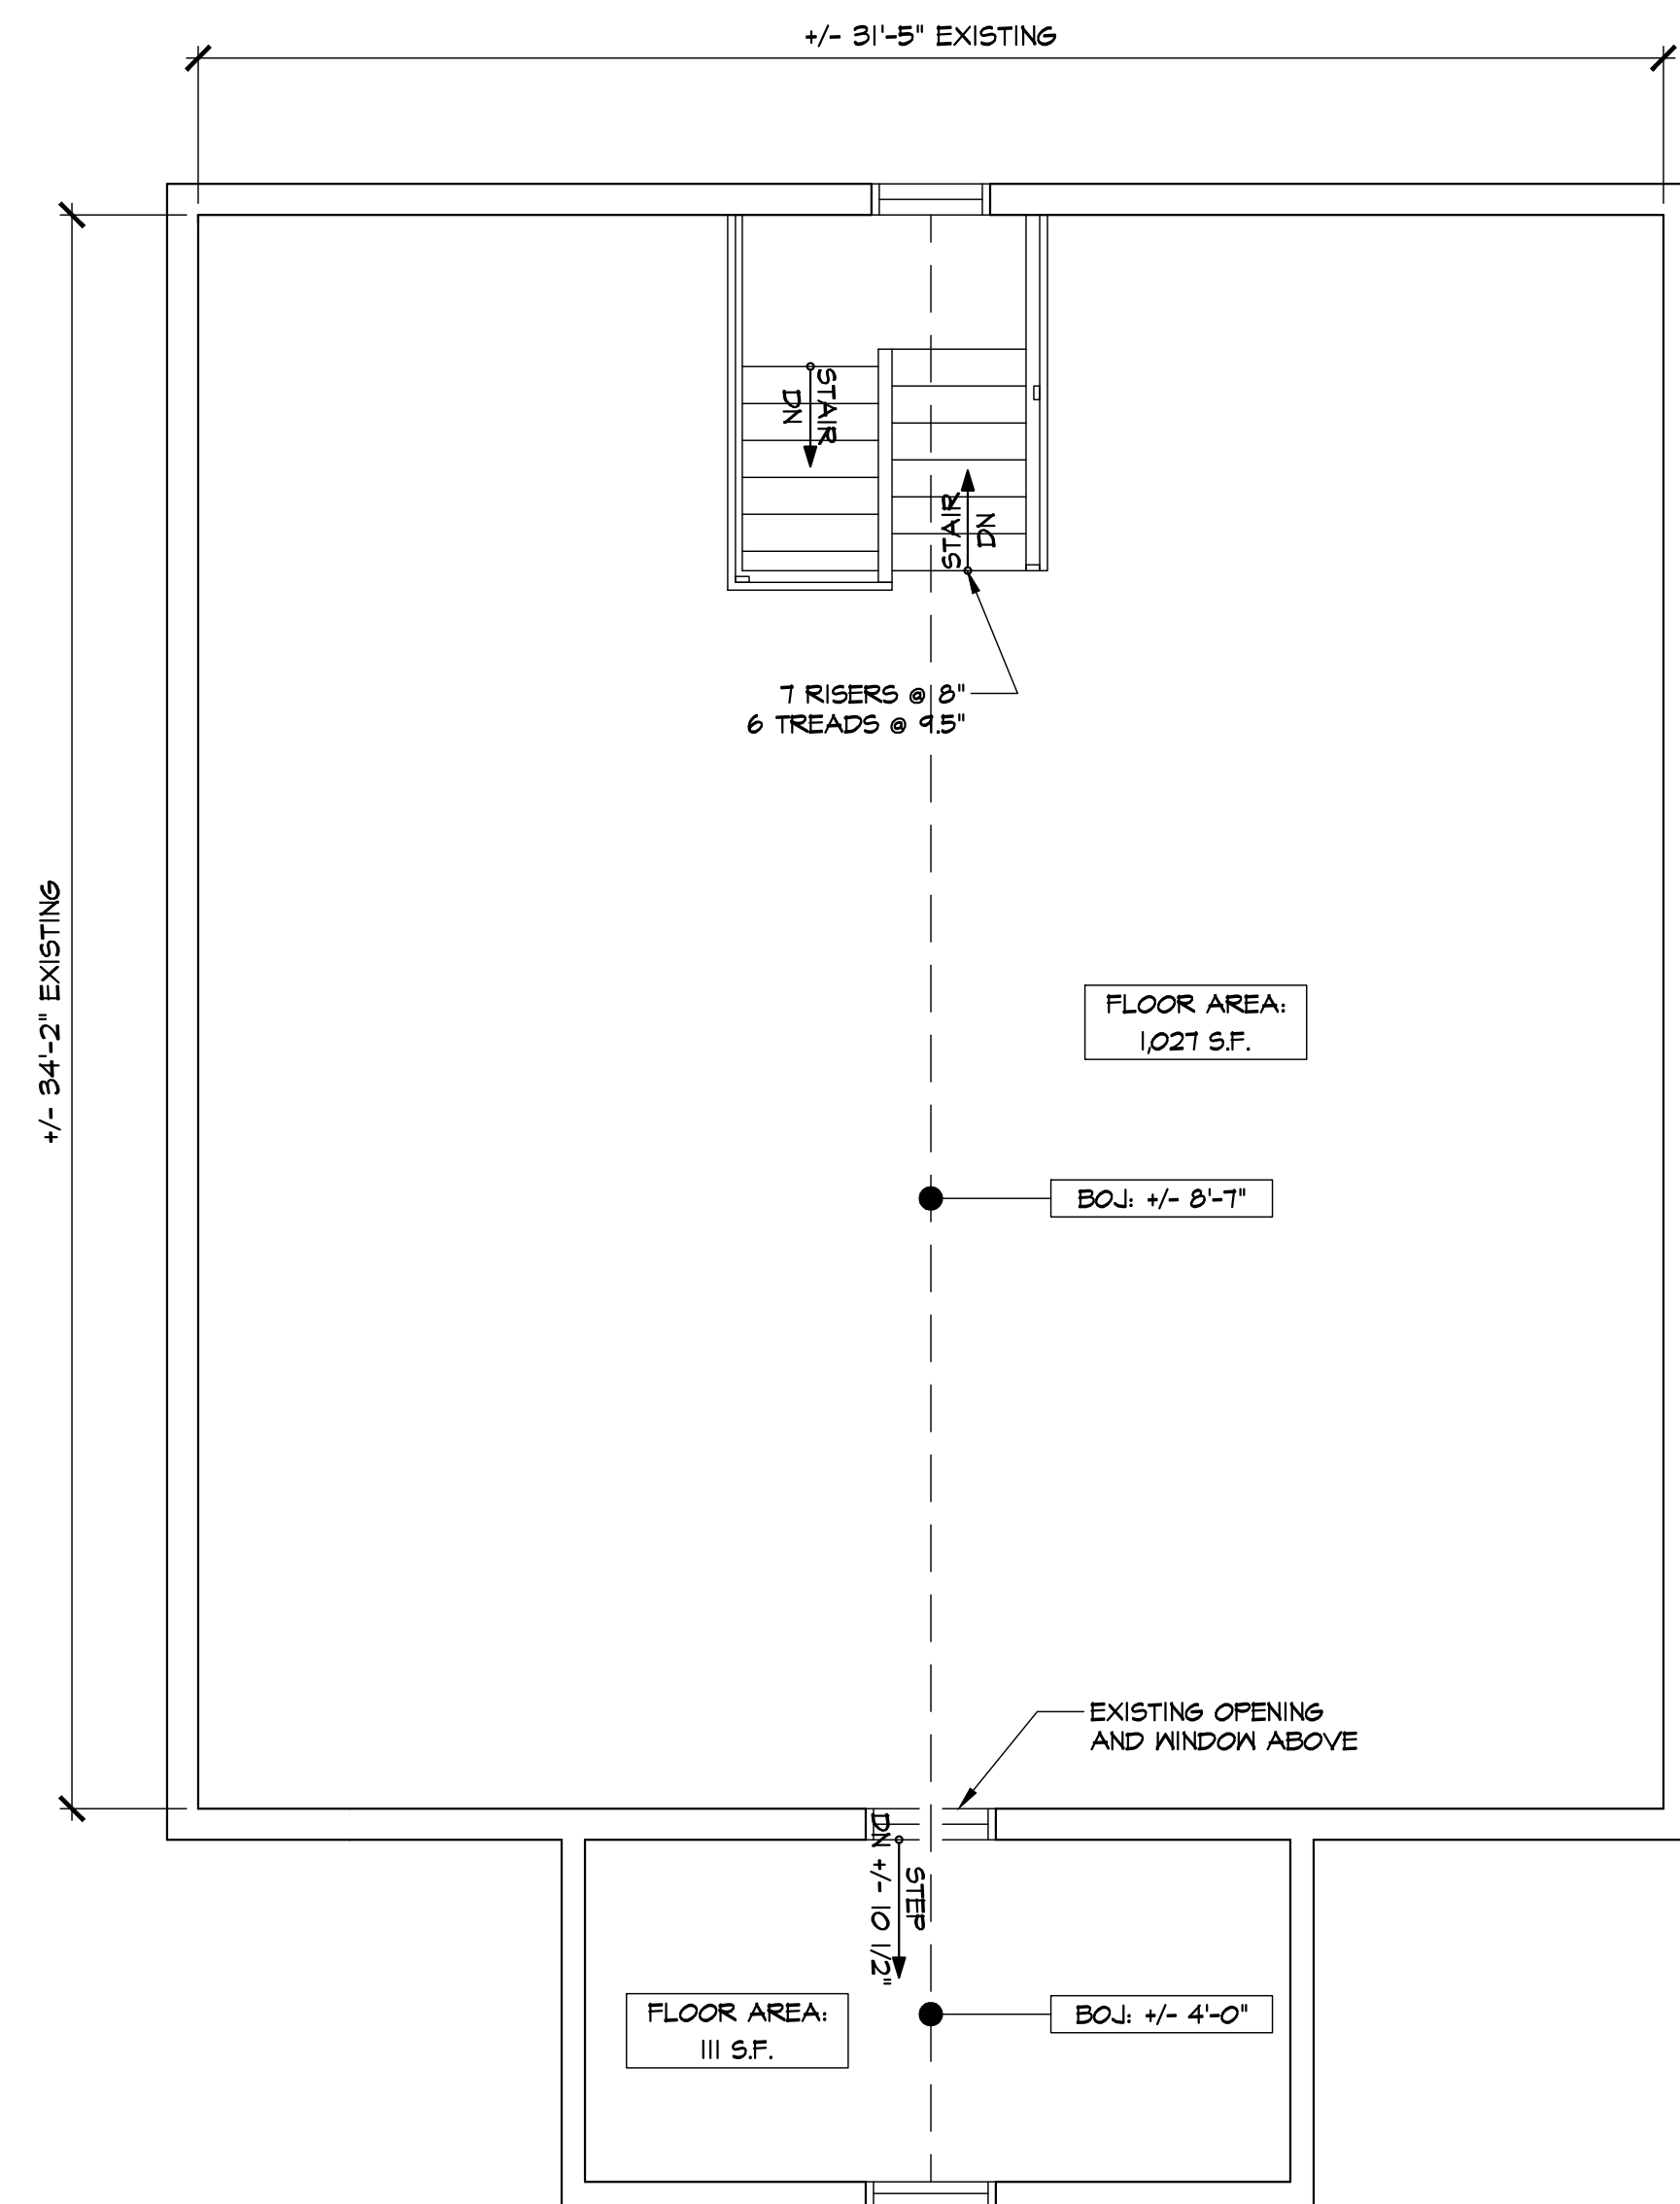 +/- 31'-5" EXISTING
STAIR
DN
STAIR
DN
7 RISERS @ 8"
6 TREADS @ 9.5"
+/- 34'-2" EXISTING
FLOOR AREA:
1,027 S.F.
BOJ: +/- 8'-7"
EXISTING OPENING
AND WINDOW ABOVE
STEP
DN +/- 10 1/2"
FLOOR AREA:
111 S.F.
BOJ: +/- 4'-0"